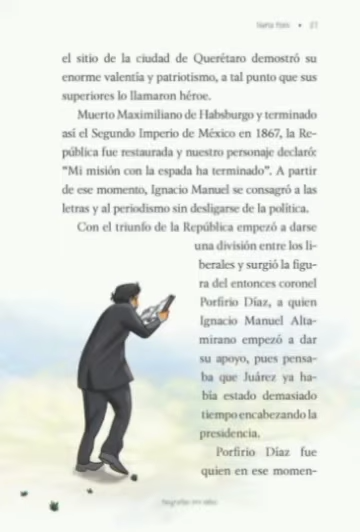 27
el sitio de la ciudad de Querétaro demostró su
enorme valentía y patriotismo, a tal punto que sus
superiores lo llamaron héroe.
Muerto Maximiliano de Habsburgo y terminado
así el Segundo Imperio de México en 1867, la Re-
pública fue restaurada y nuestro personaje declaró:
“Mi misión con la espada ha terminado”. A partir
de ese momento, Ignacio Manuel se consagró a las
letras y al periodismo sin desligarse de la política.
Con el triunfo de la República empezó a darse
una división entre los li-
berales y surgió la figu-
ra del entonces coronel
Porfirio Díaz, a quien
Ignacio Manuel Alta-
mirano empezó a dar
su apoyo, pues pensa-
ba que Juárez ya ha-
bía estado demasiado
tiempo encabezando la
presidencia.
Porfirio Díaz fue
quien en ese momen-